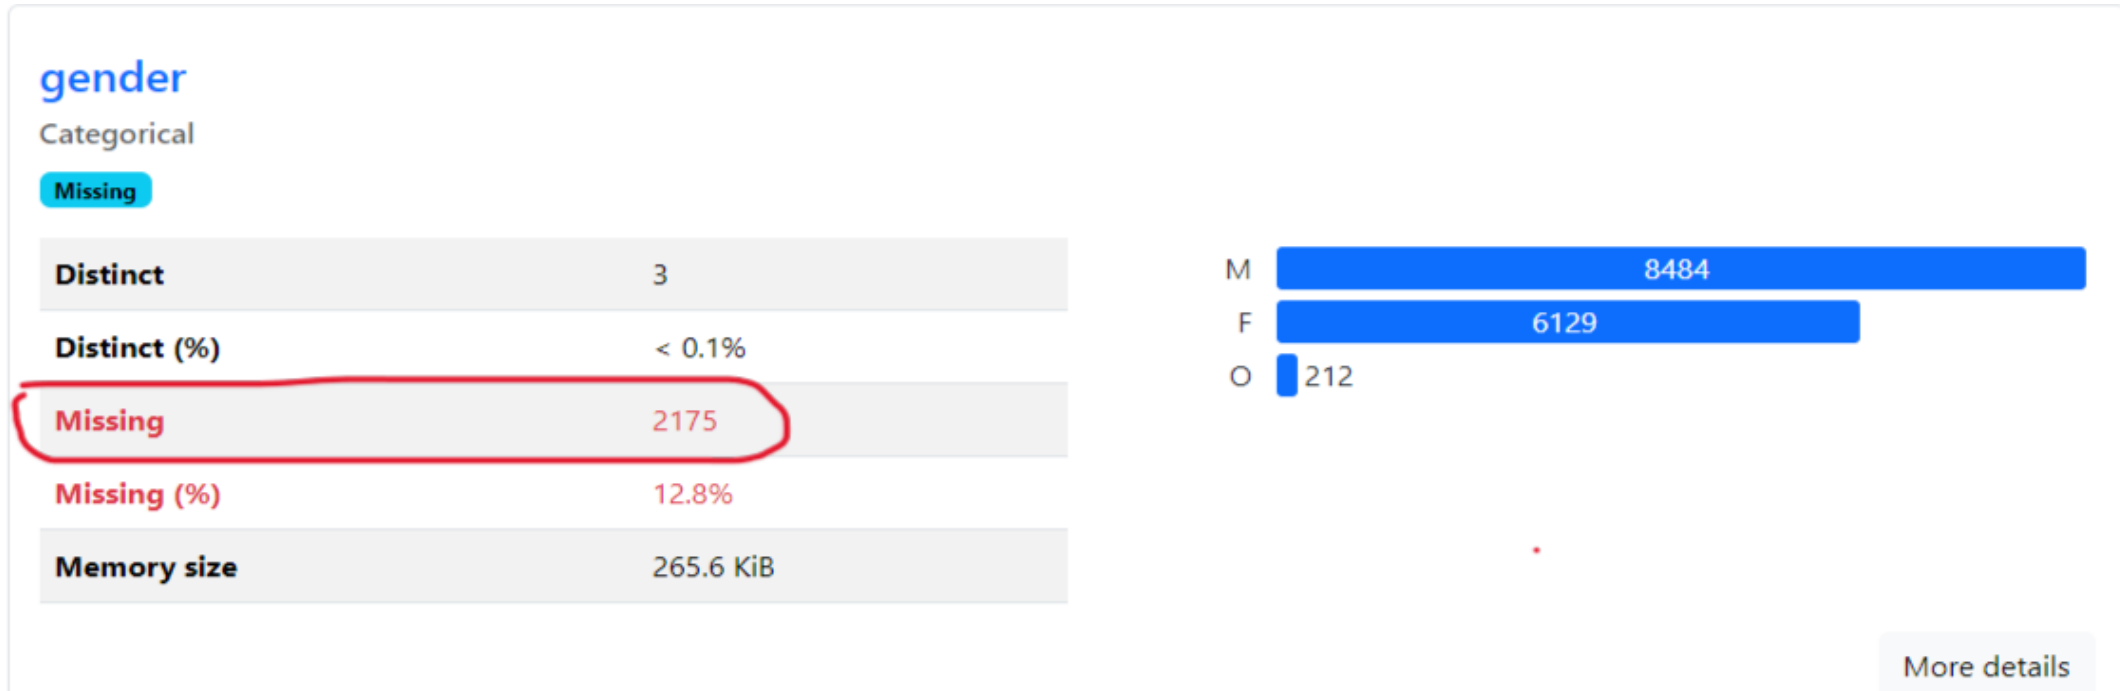 gender
Categorical
Missing
Distinct 3
Distinct (%) < 0.1%
Missing 2175
Missing (%) 12.8%
Memory size 265.6 KiB
M 8484
F 6129
O 212
More details